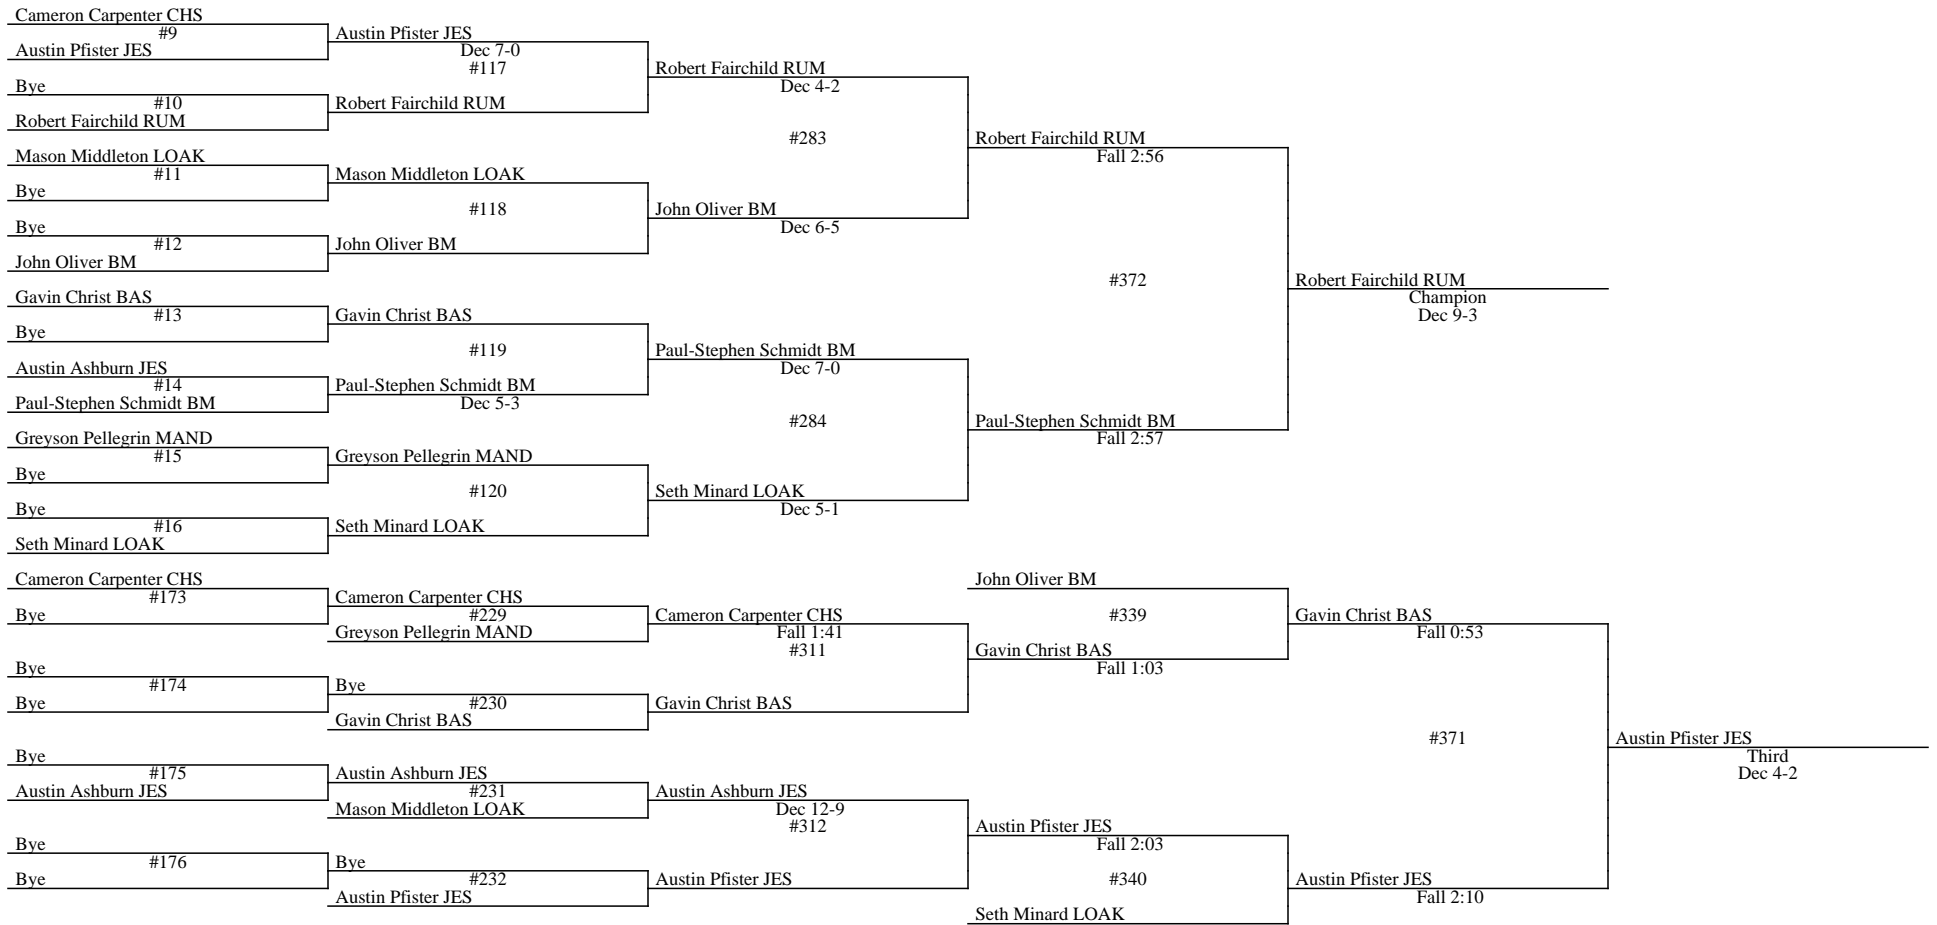 Cameron Carpenter CHS
#9
Austin Pfister JES
Austin Pfister JES
Dec 7-0
#117
Bye
#10
Robert Fairchild RUM
Robert Fairchild RUM
Robert Fairchild RUM
Dec 4-2
#283
Mason Middleton LOAK
#11
Bye
Mason Middleton LOAK
#118
Bye
#12
John Oliver BM
John Oliver BM
John Oliver BM
Dec 6-5
Robert Fairchild RUM
Fall 2:56
#372
Gavin Christ BAS
#13
Bye
Gavin Christ BAS
#119
Austin Ashburn JES
#14
Paul-Stephen Schmidt BM
Paul-Stephen Schmidt BM
Dec 5-3
Paul-Stephen Schmidt BM
Dec 7-0
#284
Greyson Pellegrin MAND
#15
Bye
Greyson Pellegrin MAND
#120
Bye
#16
Seth Minard LOAK
Seth Minard LOAK
Seth Minard LOAK
Dec 5-1
Paul-Stephen Schmidt BM
Fall 2:57
Robert Fairchild RUM
Champion
Dec 9-3
Cameron Carpenter CHS
#173
Bye
Cameron Carpenter CHS
#229
Greyson Pellegrin MAND
Cameron Carpenter CHS
Fall 1:41
#311
Bye
#174
Bye
Bye
#230
Gavin Christ BAS
Gavin Christ BAS
John Oliver BM
#339
Gavin Christ BAS
Fall 1:03
Gavin Christ BAS
Fall 0:53
#371
Bye
#175
Austin Ashburn JES
Austin Ashburn JES
#231
Mason Middleton LOAK
Austin Ashburn JES
Dec 12-9
#312
Bye
#176
Bye
Bye
#232
Austin Pfister JES
Austin Pfister JES
Austin Pfister JES
Fall 2:03
#340
Seth Minard LOAK
Austin Pfister JES
Fall 2:10
Austin Pfister JES
Third
Dec 4-2